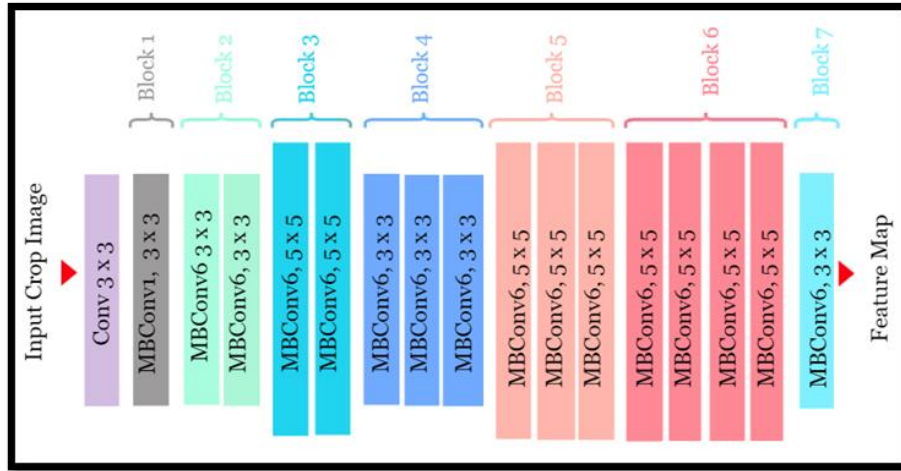 Input Crop Image
Conv 3 x 3
Block 1
MBConv1, 3 x 3
Block 2
MBConv6 3 x 3
MBConv6, 3 x 3
Block 3
MBConv6, 5 x 5
MBConv6, 5 x 5
Block 4
MBConv6, 3 x 3
MBConv6, 3 x 3
MBConv6, 3 x 3
Block 5
MBConv6, 5 x 5
MBConv6, 5 x 5
MBConv6, 5 x 5
Block 6
MBConv6, 5 x 5
MBConv6, 5 x 5
MBConv6, 5 x 5
MBConv6, 5 x 5
Block 7
MBConv6, 3 x 3
Feature Map